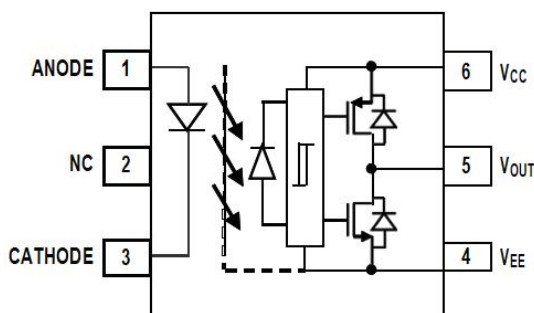 ANODE 1
NC 2
CATHODE 3
6 VCC
5 VOUT
4 VEE